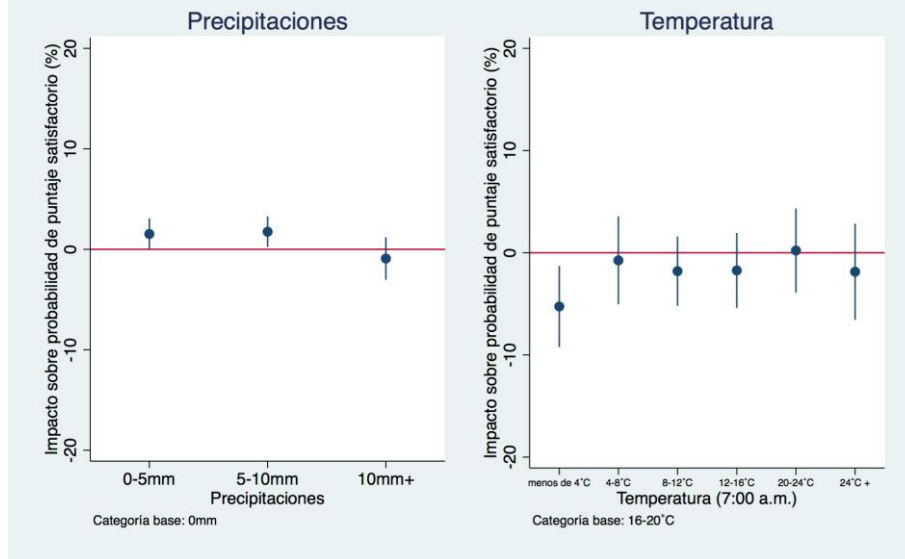 Precipitaciones
Impacto sobre probabilidad de puntaje satisfactorio (%)
20
10
0
-10
-20
0-5mm 5-10mm 10mm+
Precipitaciones
Categoría base: 0mm
Temperatura
Impacto sobre probabilidad de puntaje satisfactorio (%)
20
10
0
-10
-20
menos de 4˚C 4-8˚C 8-12˚C 12-16˚C 20-24˚C 24˚C +
Temperatura (7:00 a.m.)
Categoría base: 16-20˚C